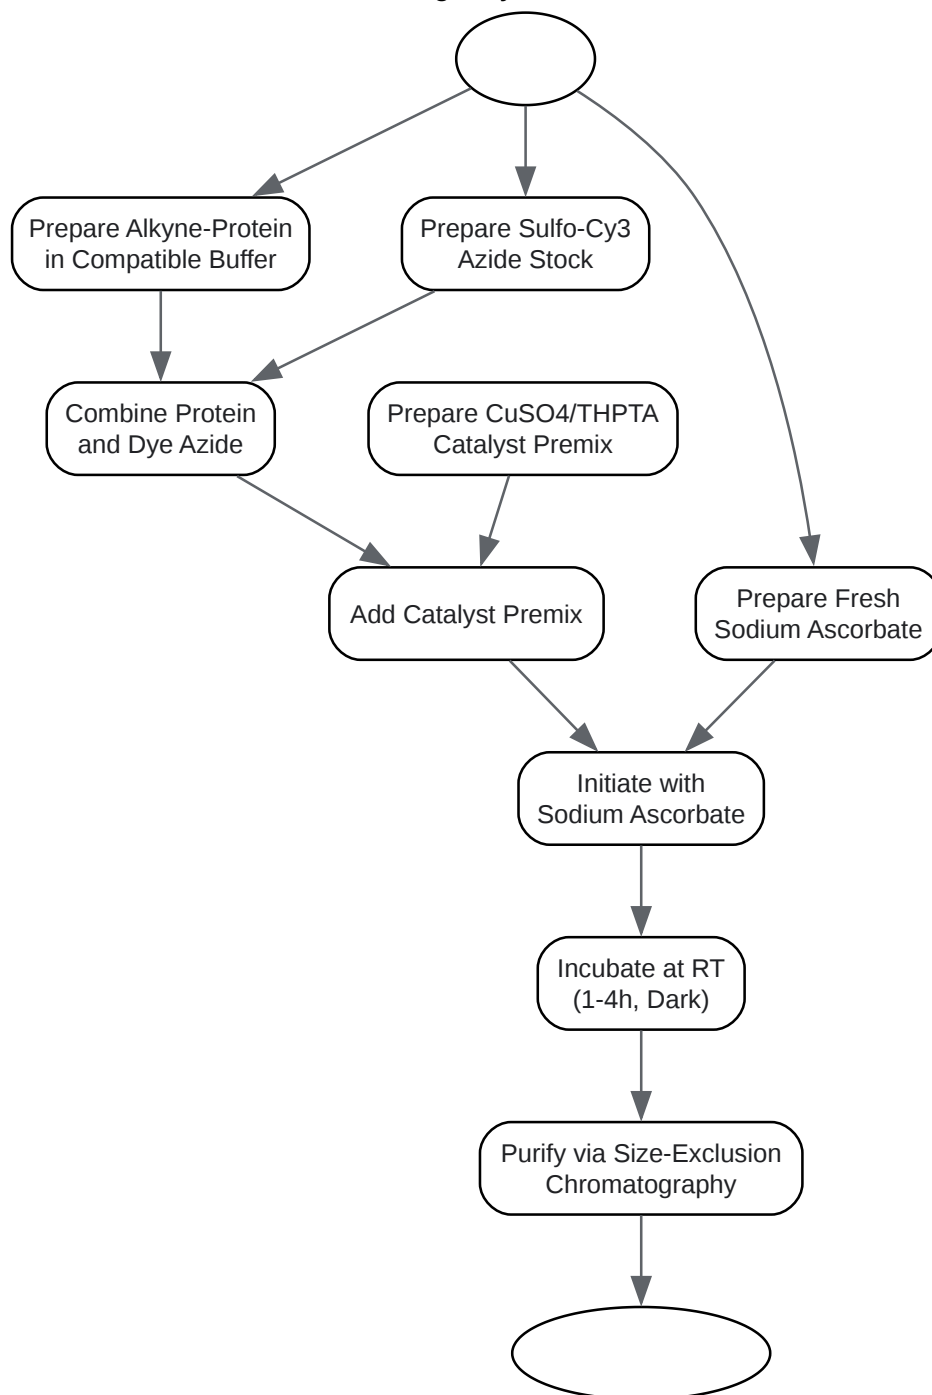 Prepare Alkyne-Protein
in Compatible Buffer
Prepare Sulfo-Cy3
Azide Stock
Combine Protein
and Dye Azide
Prepare CuSO4/THPTA
Catalyst Premix
Add Catalyst Premix
Prepare Fresh
Sodium Ascorbate
Initiate with
Sodium Ascorbate
Incubate at RT
(1-4h, Dark)
Purify via Size-Exclusion
Chromatography